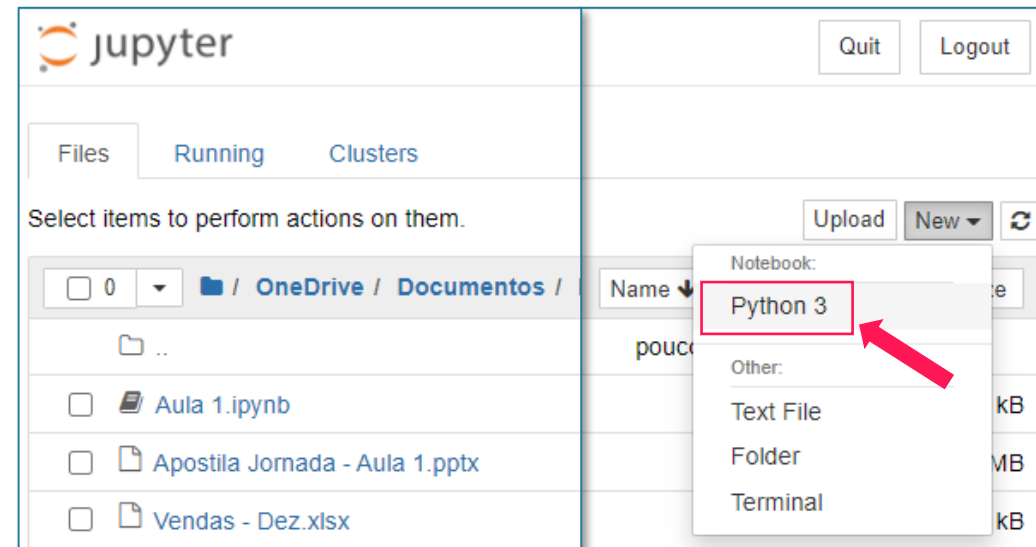 jupyter
Quit Logout
Files Running Clusters
Select items to perform actions on them.
Upload New
0 / OneDrive / Documentos /
Name
Notebook:
Python 3
..
Other:
Aula 1.ipynb
kB
Text File
Apostila Jornada - Aula 1.pptx
Folder
MB
Vendas - Dez.xlsx
Terminal
kB